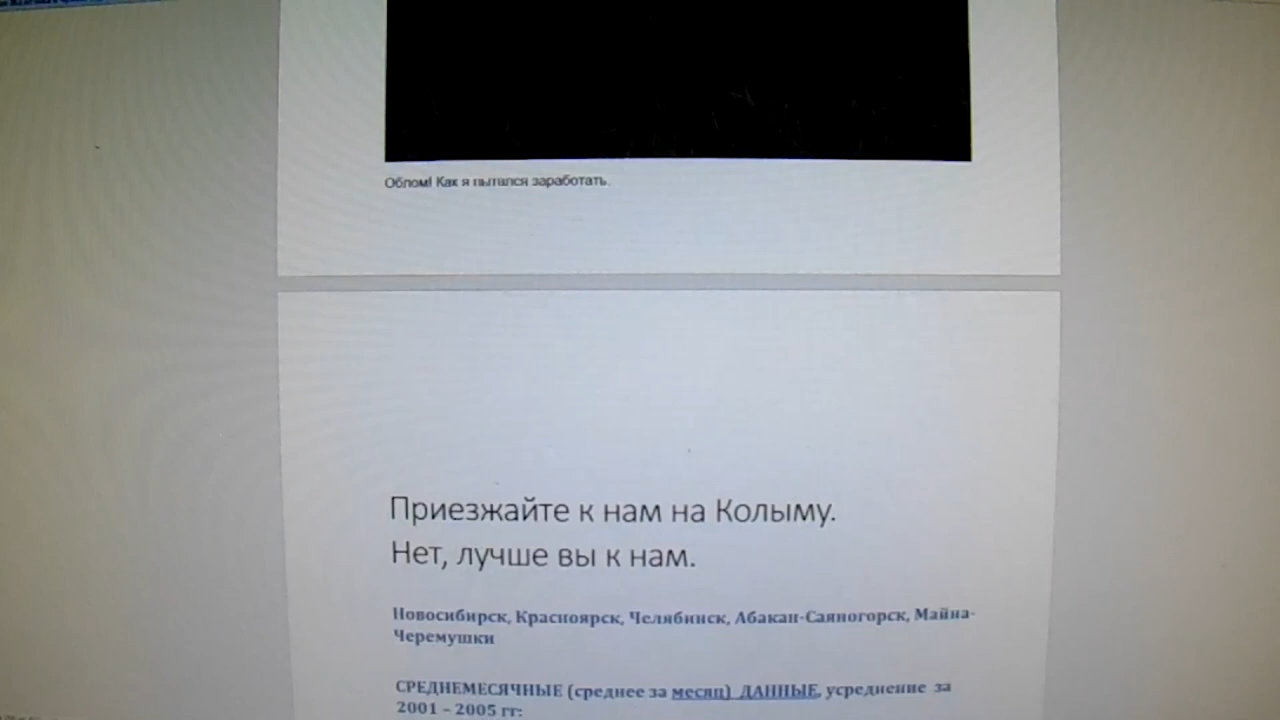 Облом! Как я пытался заработать.
Приезжайте к нам на Колыму.
Нет, лучше вы к нам.
Новосибирск, Красноярск, Челябинск, Абакан-Саяногорск, Майна-
Черемушки
СРЕДНЕМЕСЯЧНЫЕ (среднее за месяц) ДАННЫЕ, усреднение за
2001 – 2005 гг: